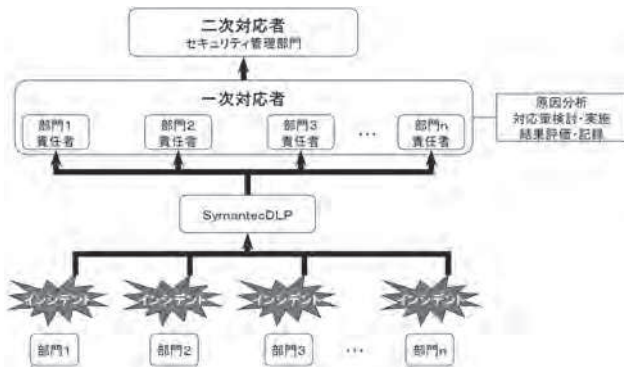 二次対応者
セキュリティ管理部門
一次対応者
部門1
責任者
部門2
責任者
部門3
責任者
…
部門n
責任者
原因分析
対応量検討・実施
結果評価・記録
SymantecDLP
インシデント
インシデント
インシデント
インシデント
部門1
部門2
部門3
…
部門n